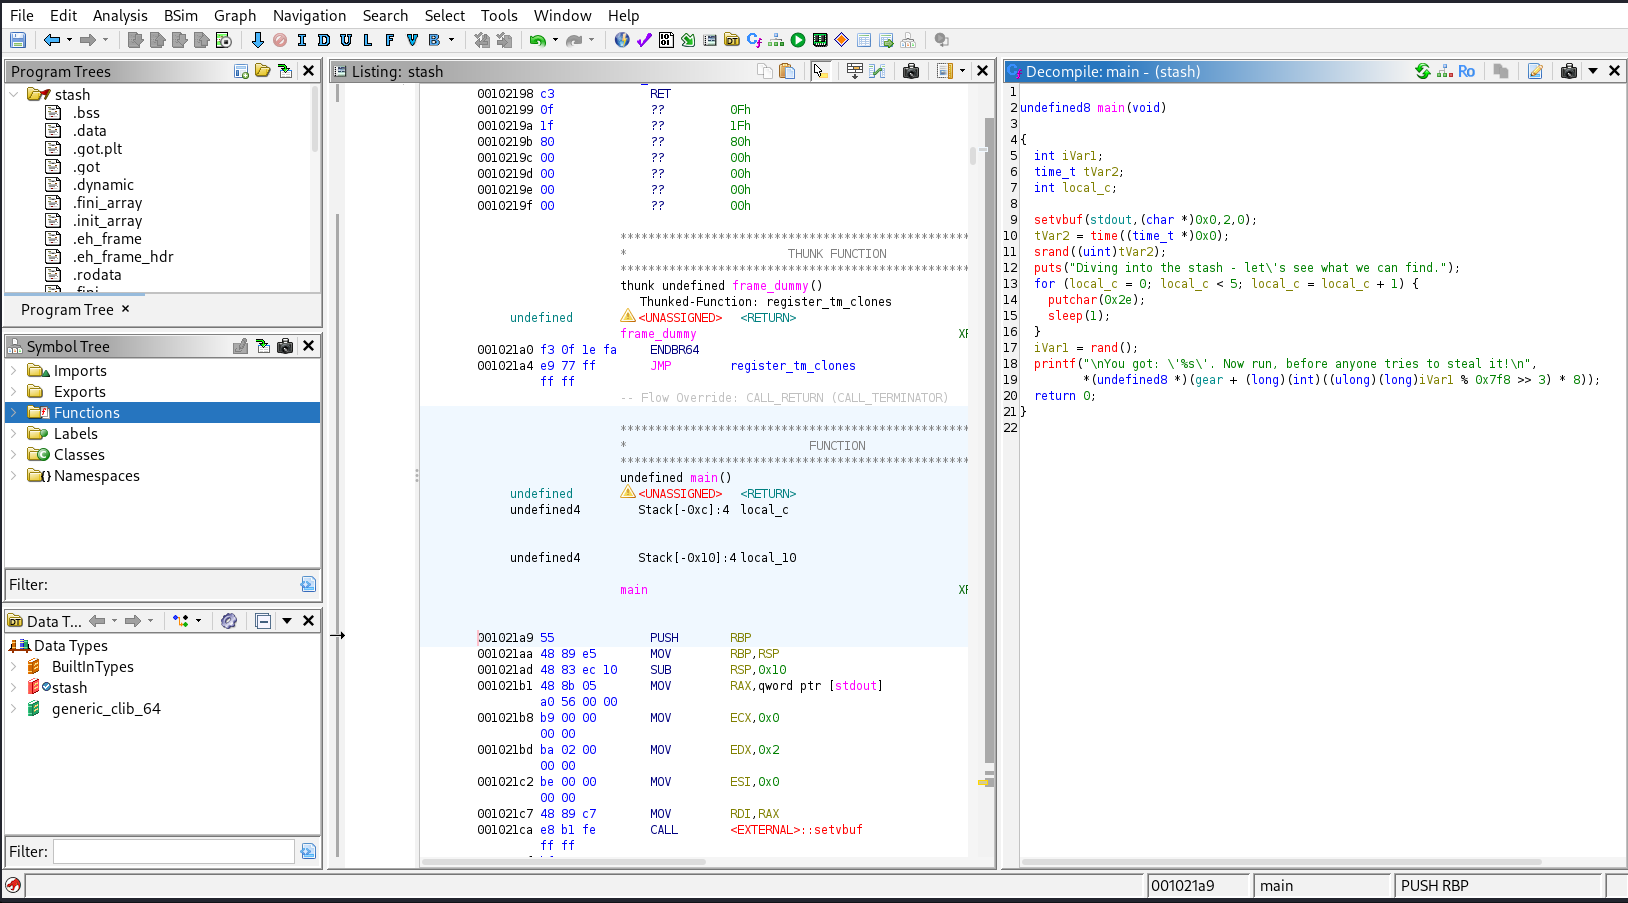 File Edit Analysis BSim Graph Navigation Search Select Tools Window Help
I D U L F V B
Program Trees
stash
.bss
.data
.got.plt
.got
.dynamic
.fini_array
.init_array
.eh_frame
.eh_frame_hdr
.rodata
.fini
Program Tree ×
Symbol Tree
Imports
Exports
Functions
Labels
Classes
Namespaces
Filter:
Data T...
Data Types
BuiltInTypes
stash
generic_clib_64
Filter:
Listing: stash
00102198 c3 RET
00102199 0f ?? 0Fh
0010219a 1f ?? 1Fh
0010219b 80 ?? 80h
0010219c 00 ?? 00h
0010219d 00 ?? 00h
0010219e 00 ?? 00h
0010219f 00 ?? 00h
**************************************************
* THUNK FUNCTION
**************************************************
thunk undefined frame_dummy()
Thunked-Function: register_tm_clones
undefined <UNASSIGNED> <RETURN>
frame_dummy XR
001021a0 f3 0f 1e fa ENDBR64
001021a4 e9 77 ff JMP register_tm_clones
ff ff
-- Flow Override: CALL_RETURN (CALL_TERMINATOR)
**************************************************
* FUNCTION
**************************************************
undefined main()
undefined <UNASSIGNED> <RETURN>
undefined4 Stack[-0xc]:4 local_c
undefined4 Stack[-0x10]:4 local_10
main XR
001021a9 55 PUSH RBP
001021aa 48 89 e5 MOV RBP,RSP
001021ad 48 83 ec 10 SUB RSP,0x10
001021b1 48 8b 05 MOV RAX,qword ptr [stdout]
a0 56 00 00
001021b8 b9 00 00 MOV ECX,0x0
00 00
001021bd ba 02 00 MOV EDX,0x2
00 00
001021c2 be 00 00 MOV ESI,0x0
00 00
001021c7 48 89 c7 MOV RDI,RAX
001021ca e8 b1 fe CALL <EXTERNAL>::setvbuf
ff ff
Decompile: main - (stash)
Ro
1
2 undefined8 main(void)
3
4 {
5 int iVar1;
6 time_t tVar2;
7 int local_c;
8
9 setvbuf(stdout,(char *)0x0,2,0);
10 tVar2 = time((time_t *)0x0);
11 srand((uint)tVar2);
12 puts("Diving into the stash - let\'s see what we can find.");
13 for (local_c = 0; local_c < 5; local_c = local_c + 1) {
14 putchar(0x2e);
15 sleep(1);
16 }
17 iVar1 = rand();
18 printf("\nYou got: \'%s\'. Now run, before anyone tries to steal it!\n",
19 *(undefined8 *)(gear + (long)(int)((ulong)(long)iVar1 % 0x7f8 >> 3) * 8));
20 return 0;
21 }
22
001021a9 main PUSH RBP